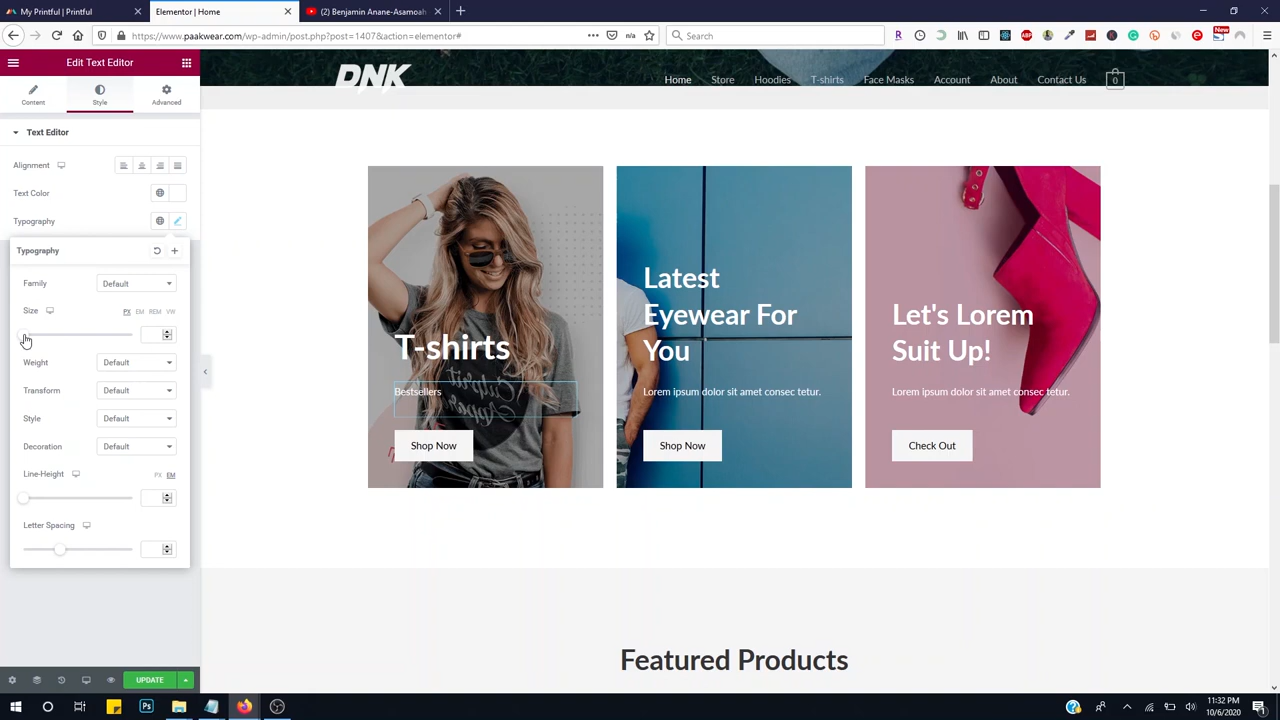 My Printful | Printful
Elementor | Home
(2) Benjamin Anane-Asamoah
https://www.paakwear.com/wp-admin/post.php?post=1407&action=elementor#
Search
New
Edit Text Editor
Content
Style
Advanced
Text Editor
Alignment
Text Color
Typography
Typography
Family
Default
Size
PX EM REM VW
Weight
Default
Transform
Default
Style
Default
Decoration
Default
Line-Height
PX EM
Letter Spacing
UPDATE
DNK
Home Store Hoodies T-shirts Face Masks Account About Contact Us 0
T-shirts
Bestsellers
Shop Now
Latest
Eyewear For
You
Lorem ipsum dolor sit amet consec tetur.
Shop Now
Let's Lorem
Suit Up!
Lorem ipsum dolor sit amet consec tetur.
Check Out
Featured Products
11:32 PM
10/6/2020